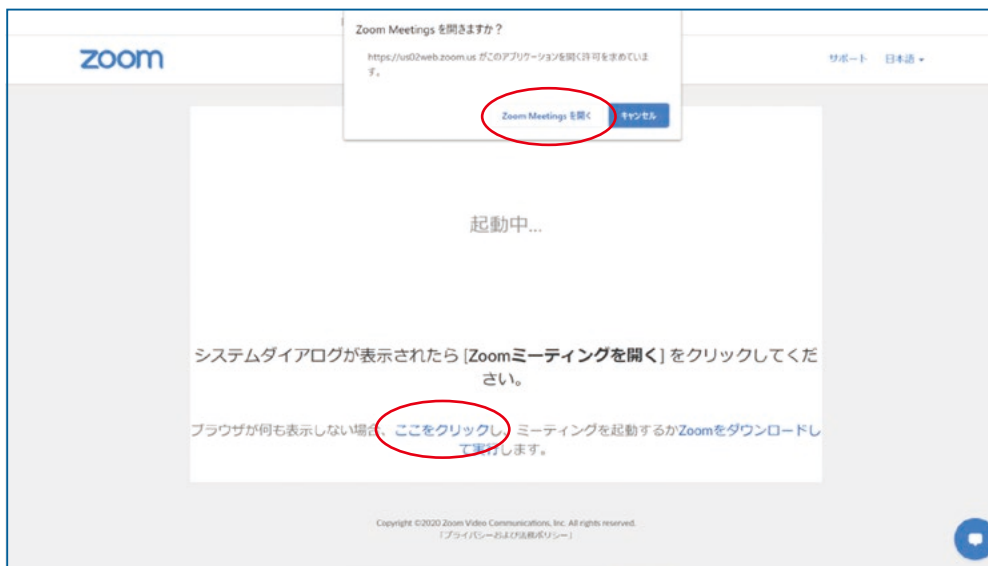 Zoom Meetings を開きますか？
https://us02web.zoom.us がこのアプリケーションを開く許可を求めていま
す。
Zoom Meetings を開く キャンセル
zoom
サポート 日本語
起動中...
システムダイアログが表示されたら [Zoomミーティングを開く] をクリックしてくだ
さい。
ブラウザが何も表示しない場合、ここをクリックし、ミーティングを起動するかZoomをダウンロードし
て実行します。
Copyright ©2020 Zoom Video Communications, Inc. All rights reserved.
「プライバシーおよび法務ポリシー」